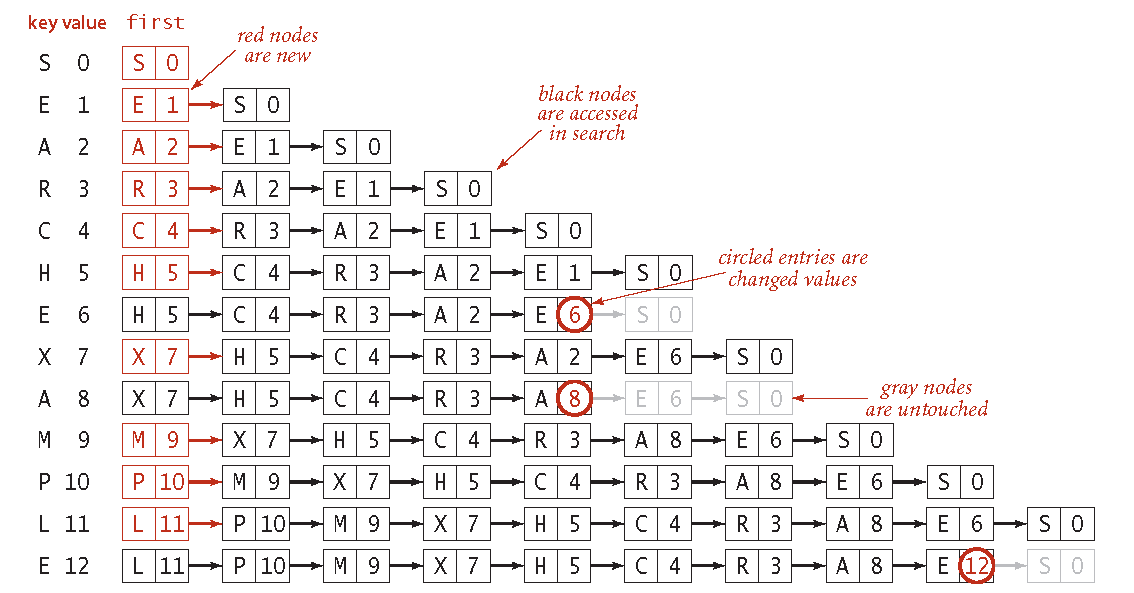 key value first
red nodes
are new
S 0 S 0
E 1 E 1 S 0
black nodes
are accessed
in search
A 2 A 2 E 1 S 0
R 3 R 3 A 2 E 1 S 0
C 4 C 4 R 3 A 2 E 1 S 0
circled entries are
changed values
H 5 H 5 C 4 R 3 A 2 E 1 S 0
E 6 H 5 C 4 R 3 A 2 E 6 S 0
X 7 X 7 H 5 C 4 R 3 A 2 E 6 S 0
gray nodes
are untouched
A 8 X 7 H 5 C 4 R 3 A 8 E 6 S 0
M 9 M 9 X 7 H 5 C 4 R 3 A 8 E 6 S 0
P 10 P 10 M 9 X 7 H 5 C 4 R 3 A 8 E 6 S 0
L 11 L 11 P 10 M 9 X 7 H 5 C 4 R 3 A 8 E 6 S 0
E 12 L 11 P 10 M 9 X 7 H 5 C 4 R 3 A 8 E 12 S 0